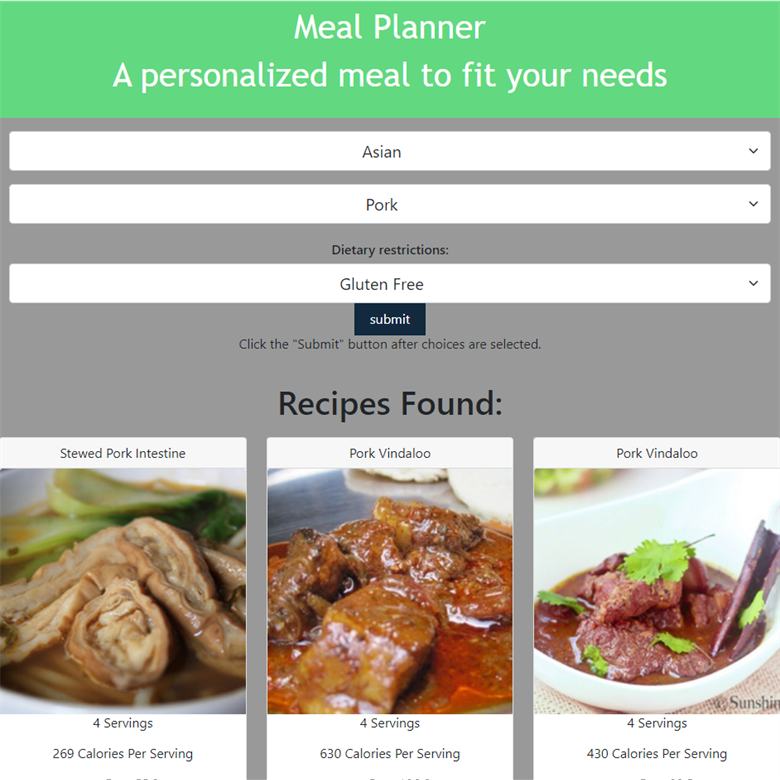 Meal Planner
A personalized meal to fit your needs
Asian
Pork
Dietary restrictions:
Gluten Free
submit
Click the "Submit" button after choices are selected.
Recipes Found:
Stewed Pork Intestine
Pork Vindaloo
Pork Vindaloo
Sunshin
4 Servings
4 Servings
4 Servings
269 Calories Per Serving
630 Calories Per Serving
430 Calories Per Serving